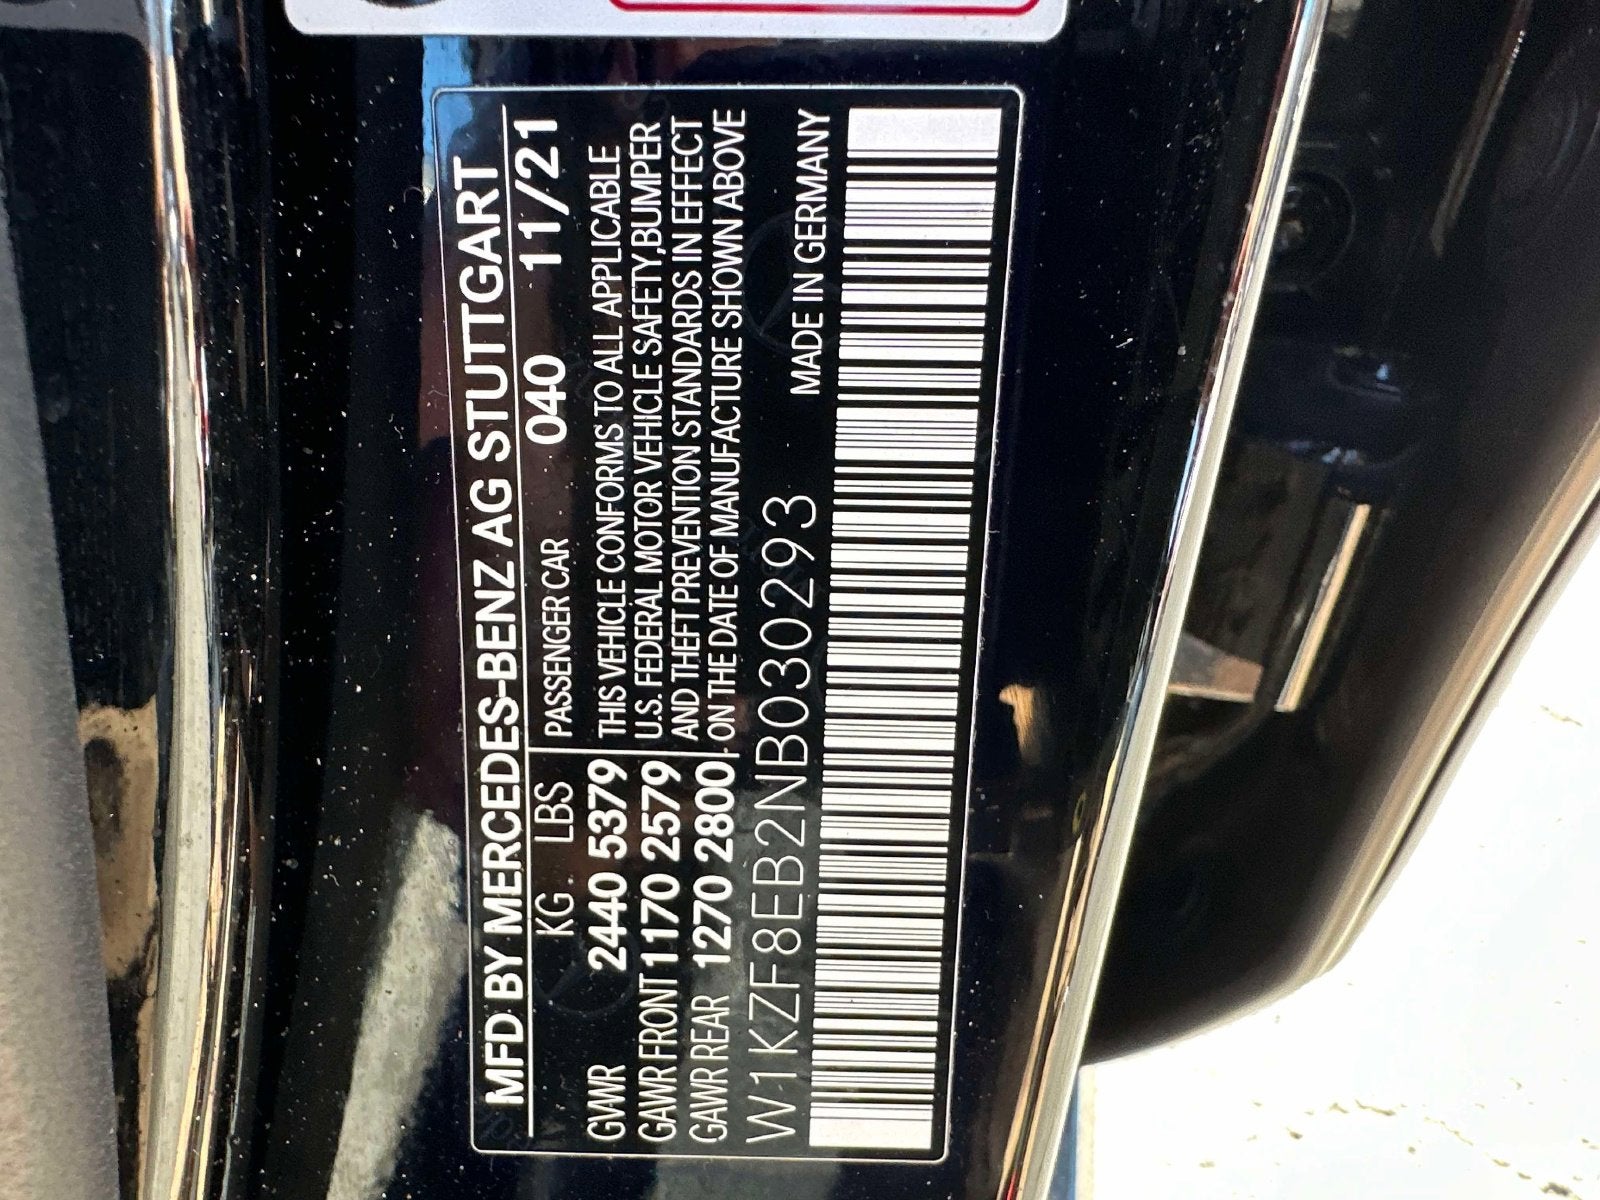 MFD BY MERCEDES-BENZ AG STUTTGART
KG LBS PASSENGER CAR 040 11/21
GVWR 2440 5379 THIS VEHICLE CONFORMS TO ALL APPLICABLE
GAWR FRONT 1170 2579 U.S. FEDERAL MOTOR VEHICLE SAFETY,BUMPER
AND THEFT PREVENTION STANDARDS IN EFFECT
GAWR REAR 1270 2800 ON THE DATE OF MANUFACTURE SHOWN ABOVE
W1KZF8EB2NB030293 MADE IN GERMANY